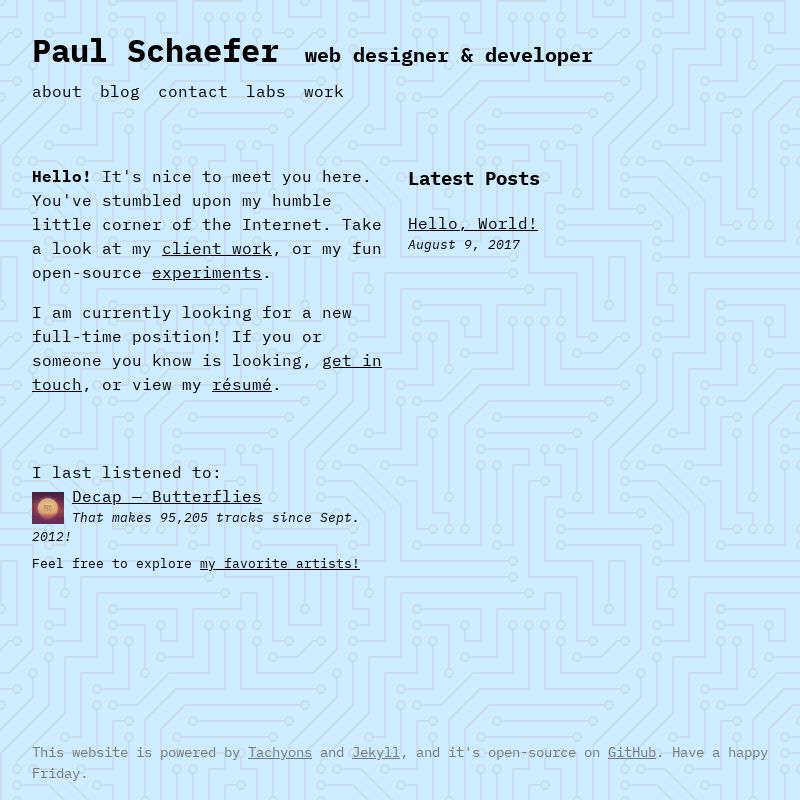 Paul Schaefer web designer & developer
about blog contact labs work
Hello! It's nice to meet you here.
You've stumbled upon my humble
little corner of the Internet. Take
a look at my client work, or my fun
open-source experiments.
I am currently looking for a new
full-time position! If you or
someone you know is looking, get in
touch, or view my résumé.
I last listened to:
Decap — Butterflies
That makes 95,205 tracks since Sept.
2012!
Feel free to explore my favorite artists!
Latest Posts
Hello, World!
August 9, 2017
This website is powered by Tachyons and Jekyll, and it's open-source on GitHub. Have a happy
Friday.